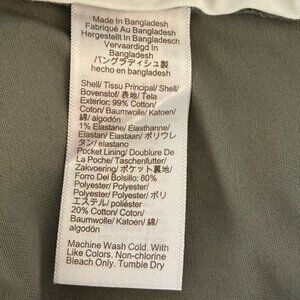 Made In Bangladesh
Fabriqué Au Bangladesh
Hergestellt In Bangladesch
Vervaardigd In
Bangladesh
バングラディシュ製
hecho en bangladesh
Shell/ Tissu Principal/ Shell/
Bovenstof/ 表地/ Tela
Exterior: 99% Cotton/
Coton/ Baumwolle/ Katoen/
綿/ algodón
1% Elastane/ Élasthanne/
Elastan/ Elastaan/ ポリウレ
タン/ elastano
Pocket Lining/ Doublure De
La Poche/ Taschenfutter/
Zakvoering/ ポケット裏地/
Forro Del Bolsillo: 80%
Polyester/ Polyester/
Polyester/ Polyester/ ポリ
エステル/ poliéster
20% Cotton/ Coton/
Baumwolle/ Katoen/ 綿/
algodón
Machine Wash Cold. With
Like Colors. Non-chlorine
Bleach Only. Tumble Dry